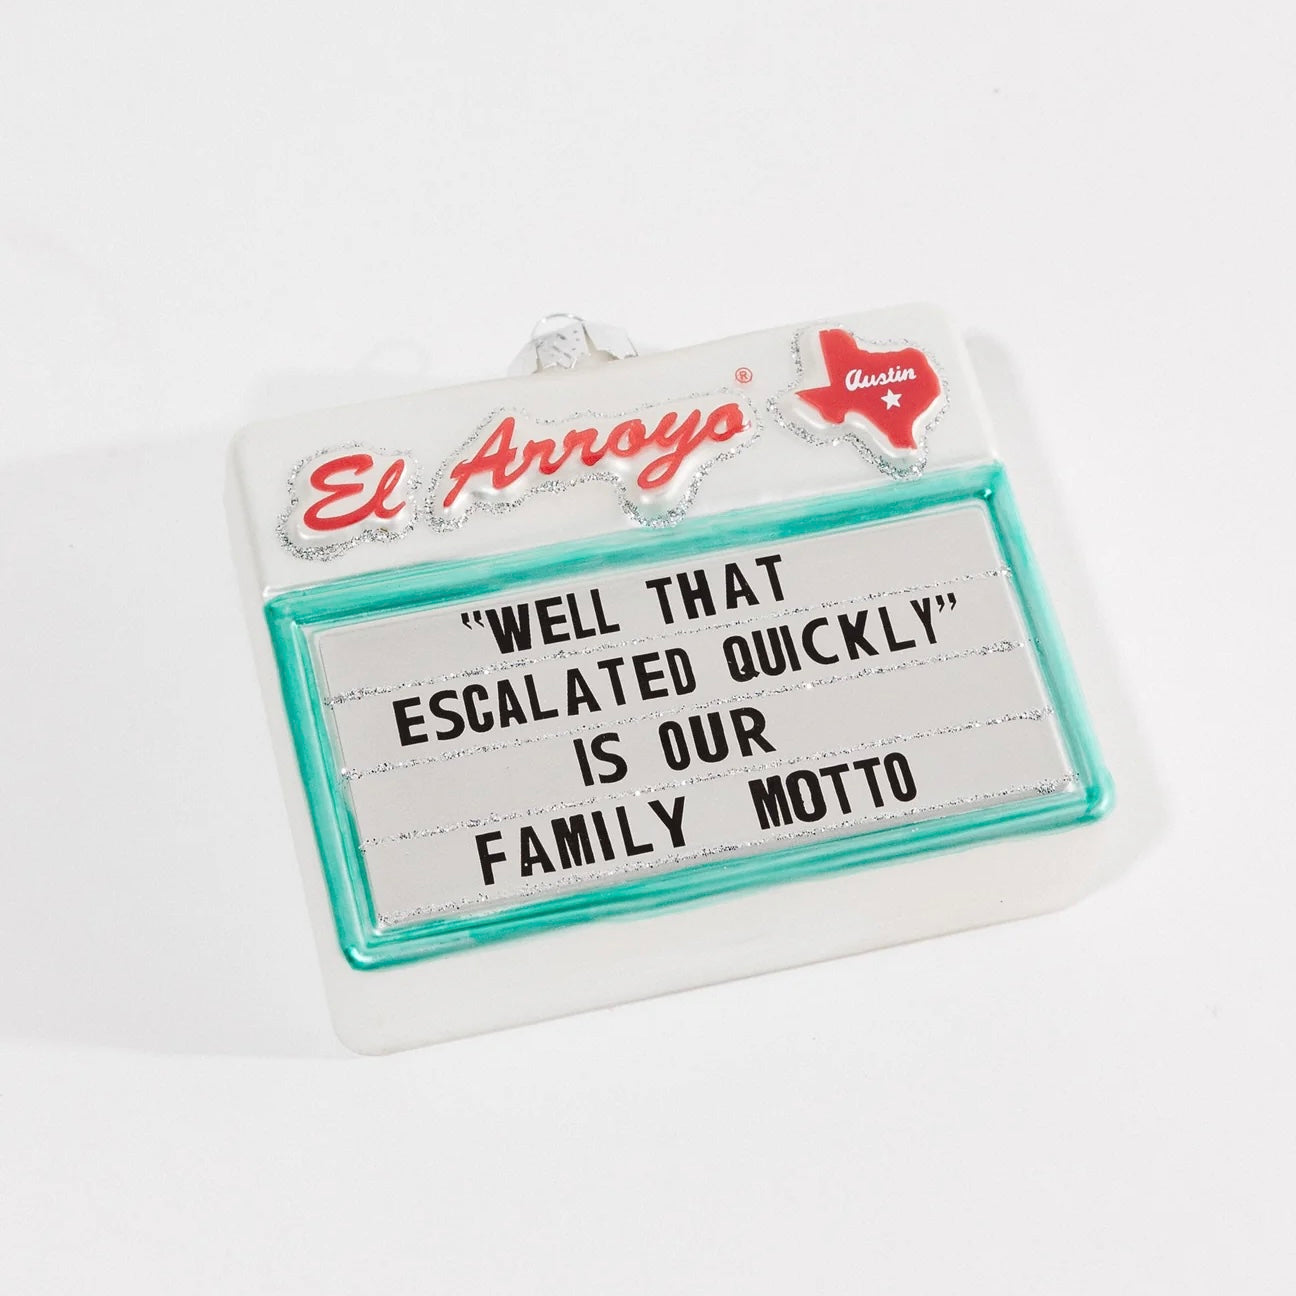 El Arroyo®
Austin
"WELL THAT
ESCALATED QUICKLY"
IS OUR
FAMILY MOTTO